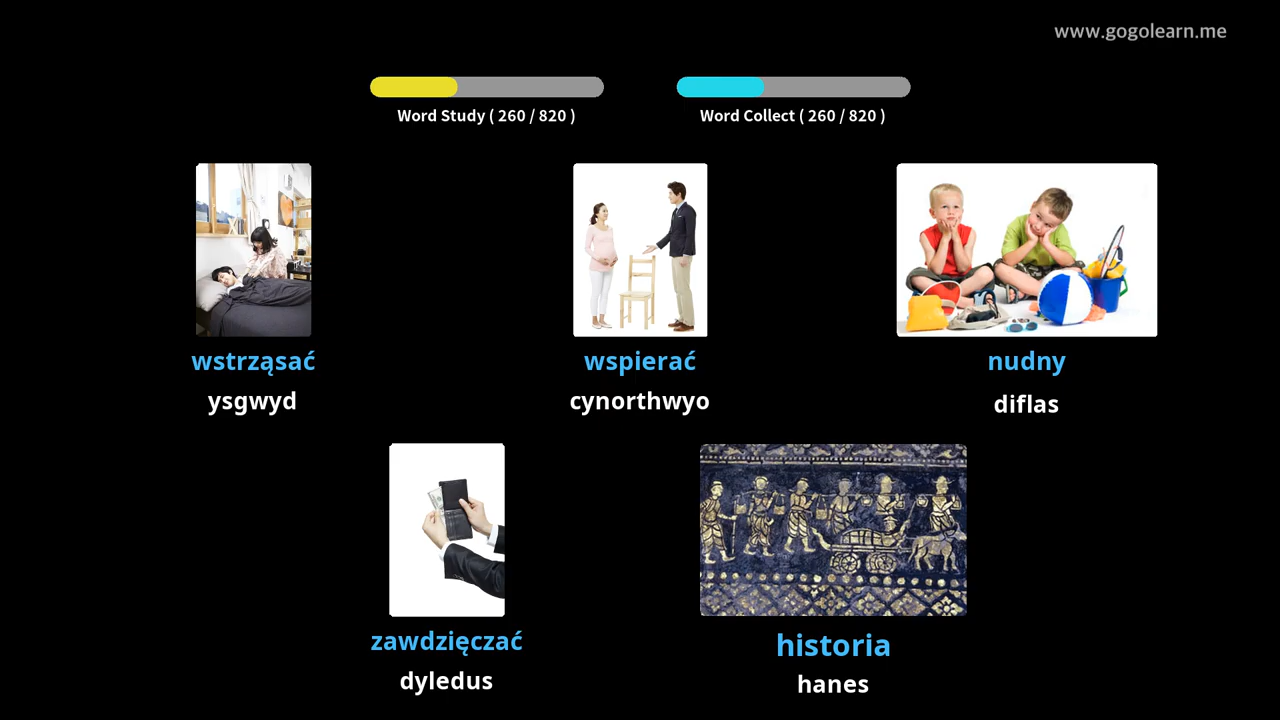 www.gogolearn.me
Word Study ( 260 / 820 )
Word Collect ( 260 / 820 )
wstrząsać
ysgwyd
wspierać
cynorthwyo
nudny
diflas
zawdzięczać
dyledus
historia
hanes